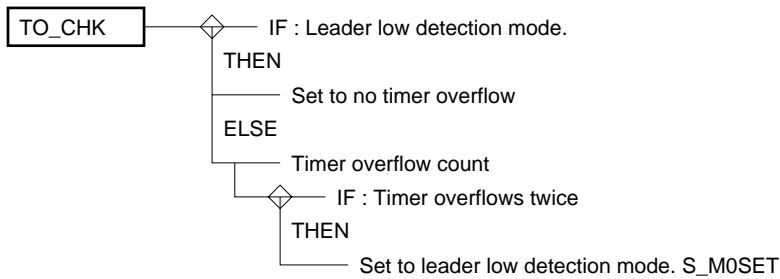 TO_CHK
IF : Leader low detection mode.
THEN
Set to no timer overflow
ELSE
Timer overflow count
IF : Timer overflows twice
THEN
Set to leader low detection mode. S_M0SET